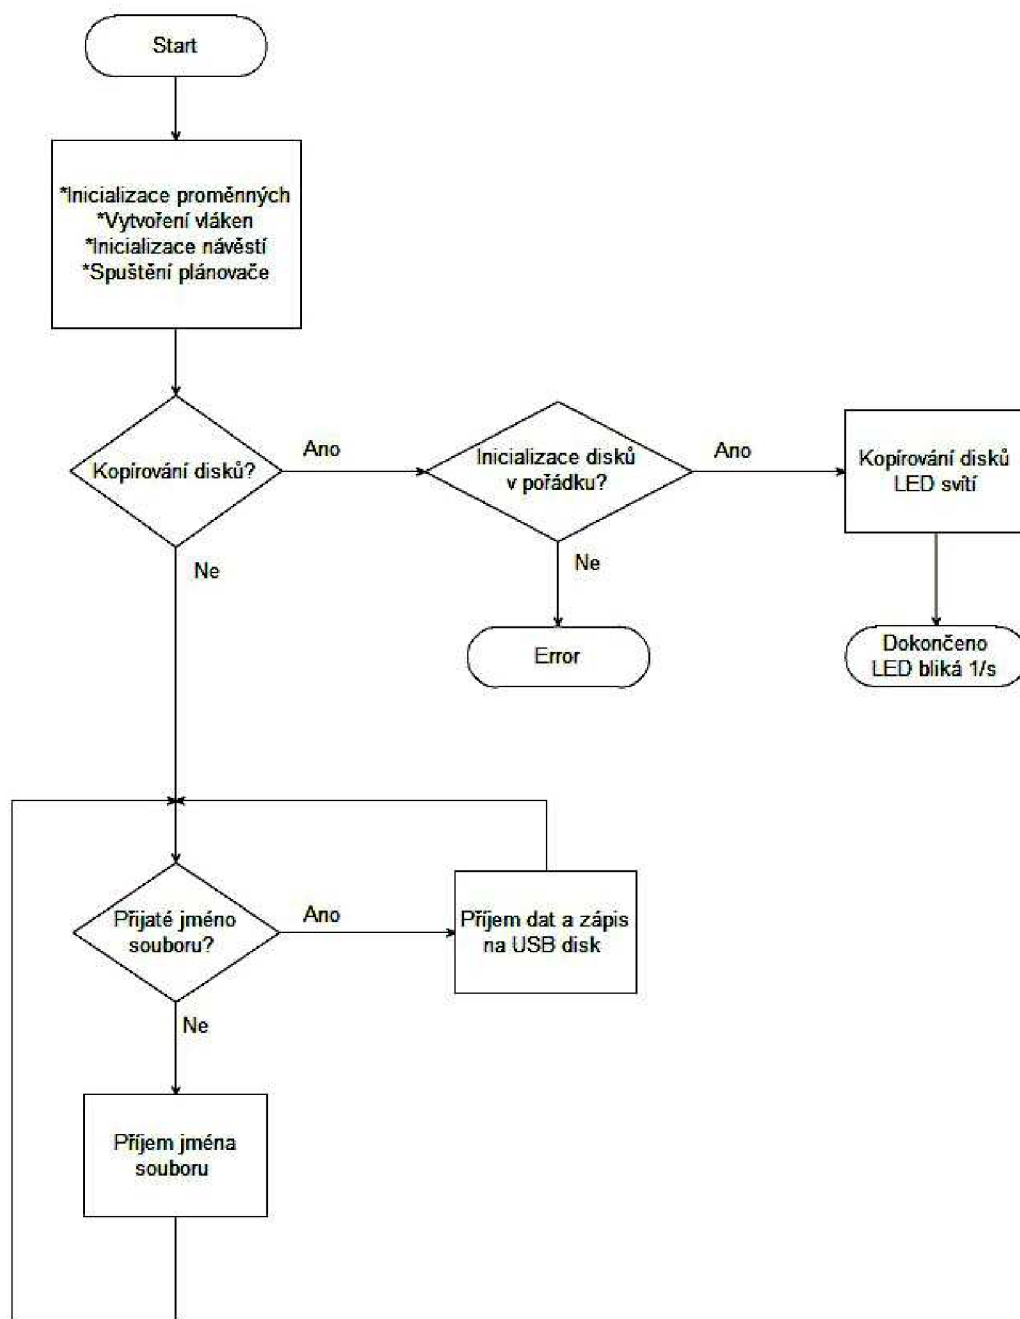 Start
*Inicializace proměnných
*Vytvoření vláken
*Inicializace návěstí
*Spuštění plánovače
Kopírování disků?
Ano
Inicializace disků
v pořádku?
Ano
Kopírování disků
LED svítí
Ne
Ne
Error
Dokončeno
LED bliká 1/s
Přijaté jméno
souboru?
Ano
Příjem dat a zápis
na USB disk
Ne
Příjem jména
souboru